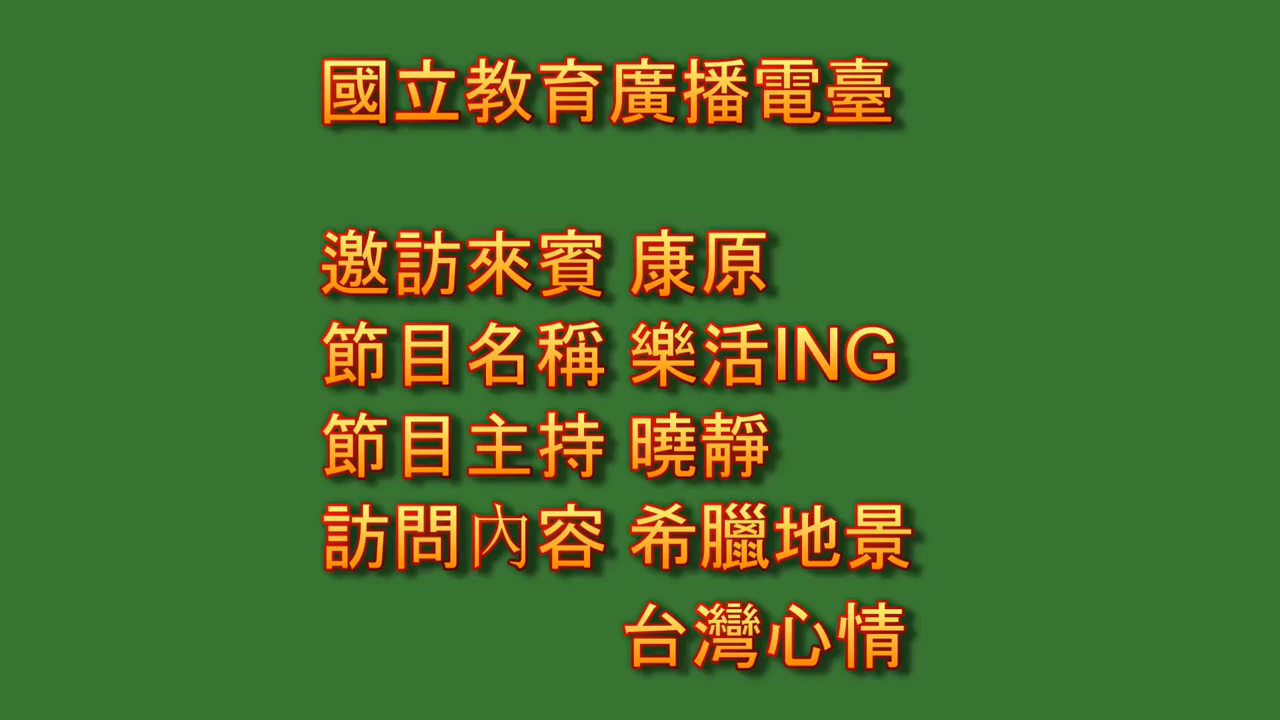 國立教育廣播電臺
邀訪來賓 康原
節目名稱 樂活ING
節目主持 曉靜
訪問內容 希臘地景
台灣心情